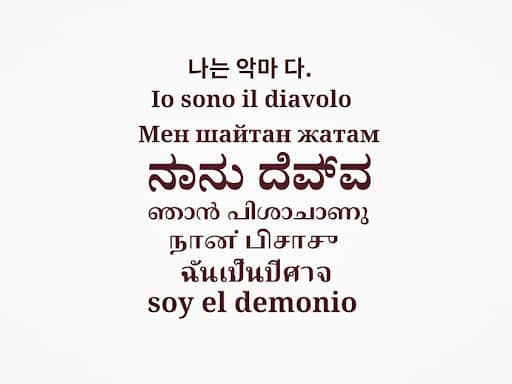 나는 악마 다.
Io sono il diavolo
Мен шайтан жатам
ನಾನು ದೆವ್ವ
ഞാൻ പിശാചാണു
நான் பிசாசு
ฉันเป็นปีศาจ
soy el demonio